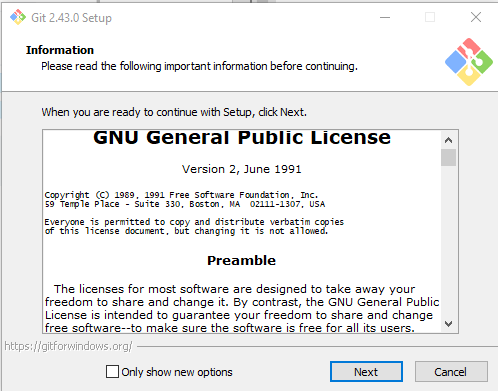 Git 2.43.0 Setup
Information
Please read the following important information before continuing.
When you are ready to continue with Setup, click Next.
GNU General Public License
Version 2, June 1991
Copyright (C) 1989, 1991 Free Software Foundation, Inc.
59 Temple Place - Suite 330, Boston, MA  02111-1307, USA
Everyone is permitted to copy and distribute verbatim copies
of this license document, but changing it is not allowed.
Preamble
The licenses for most software are designed to take away your
freedom to share and change it. By contrast, the GNU General Public
License is intended to guarantee your freedom to share and change
free software--to make sure the software is free for all its users.
https://gitforwindows.org/
Only show new options
Next
Cancel